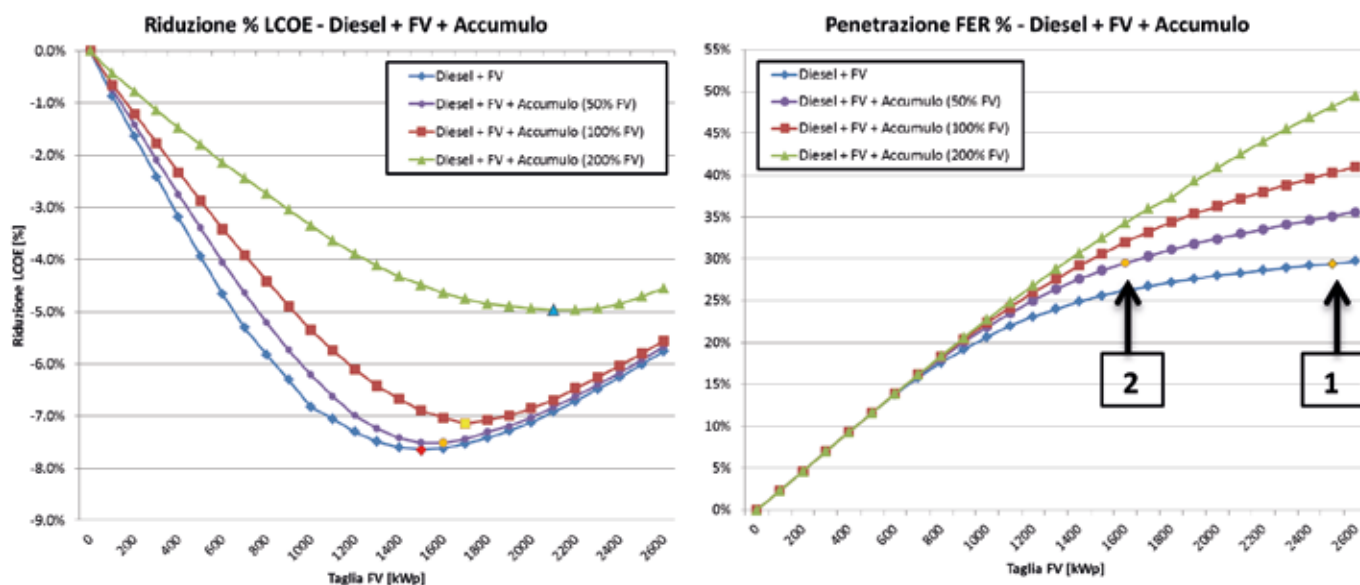 Riduzione % LCOE - Diesel + FV + Accumulo
0.0%
-1.0%
-2.0%
-3.0%
-4.0%
-5.0%
-6.0%
-7.0%
-8.0%
-9.0%
Riduzione LCOE [%]
Diesel + FV
Diesel + FV + Accumulo (50% FV)
Diesel + FV + Accumulo (100% FV)
Diesel + FV + Accumulo (200% FV)
0 200 400 600 800 1000 1200 1400 1600 1800 2000 2200 2400 2600
Taglia FV [kWp]
Penetrazione FER % - Diesel + FV + Accumulo
55%
50%
45%
40%
35%
30%
25%
20%
15%
10%
5%
0%
Diesel + FV
Diesel + FV + Accumulo (50% FV)
Diesel + FV + Accumulo (100% FV)
Diesel + FV + Accumulo (200% FV)
2
1
0 200 400 600 800 1000 1200 1400 1600 1800 2000 2200 2400 2600
Taglia FV [kWp]